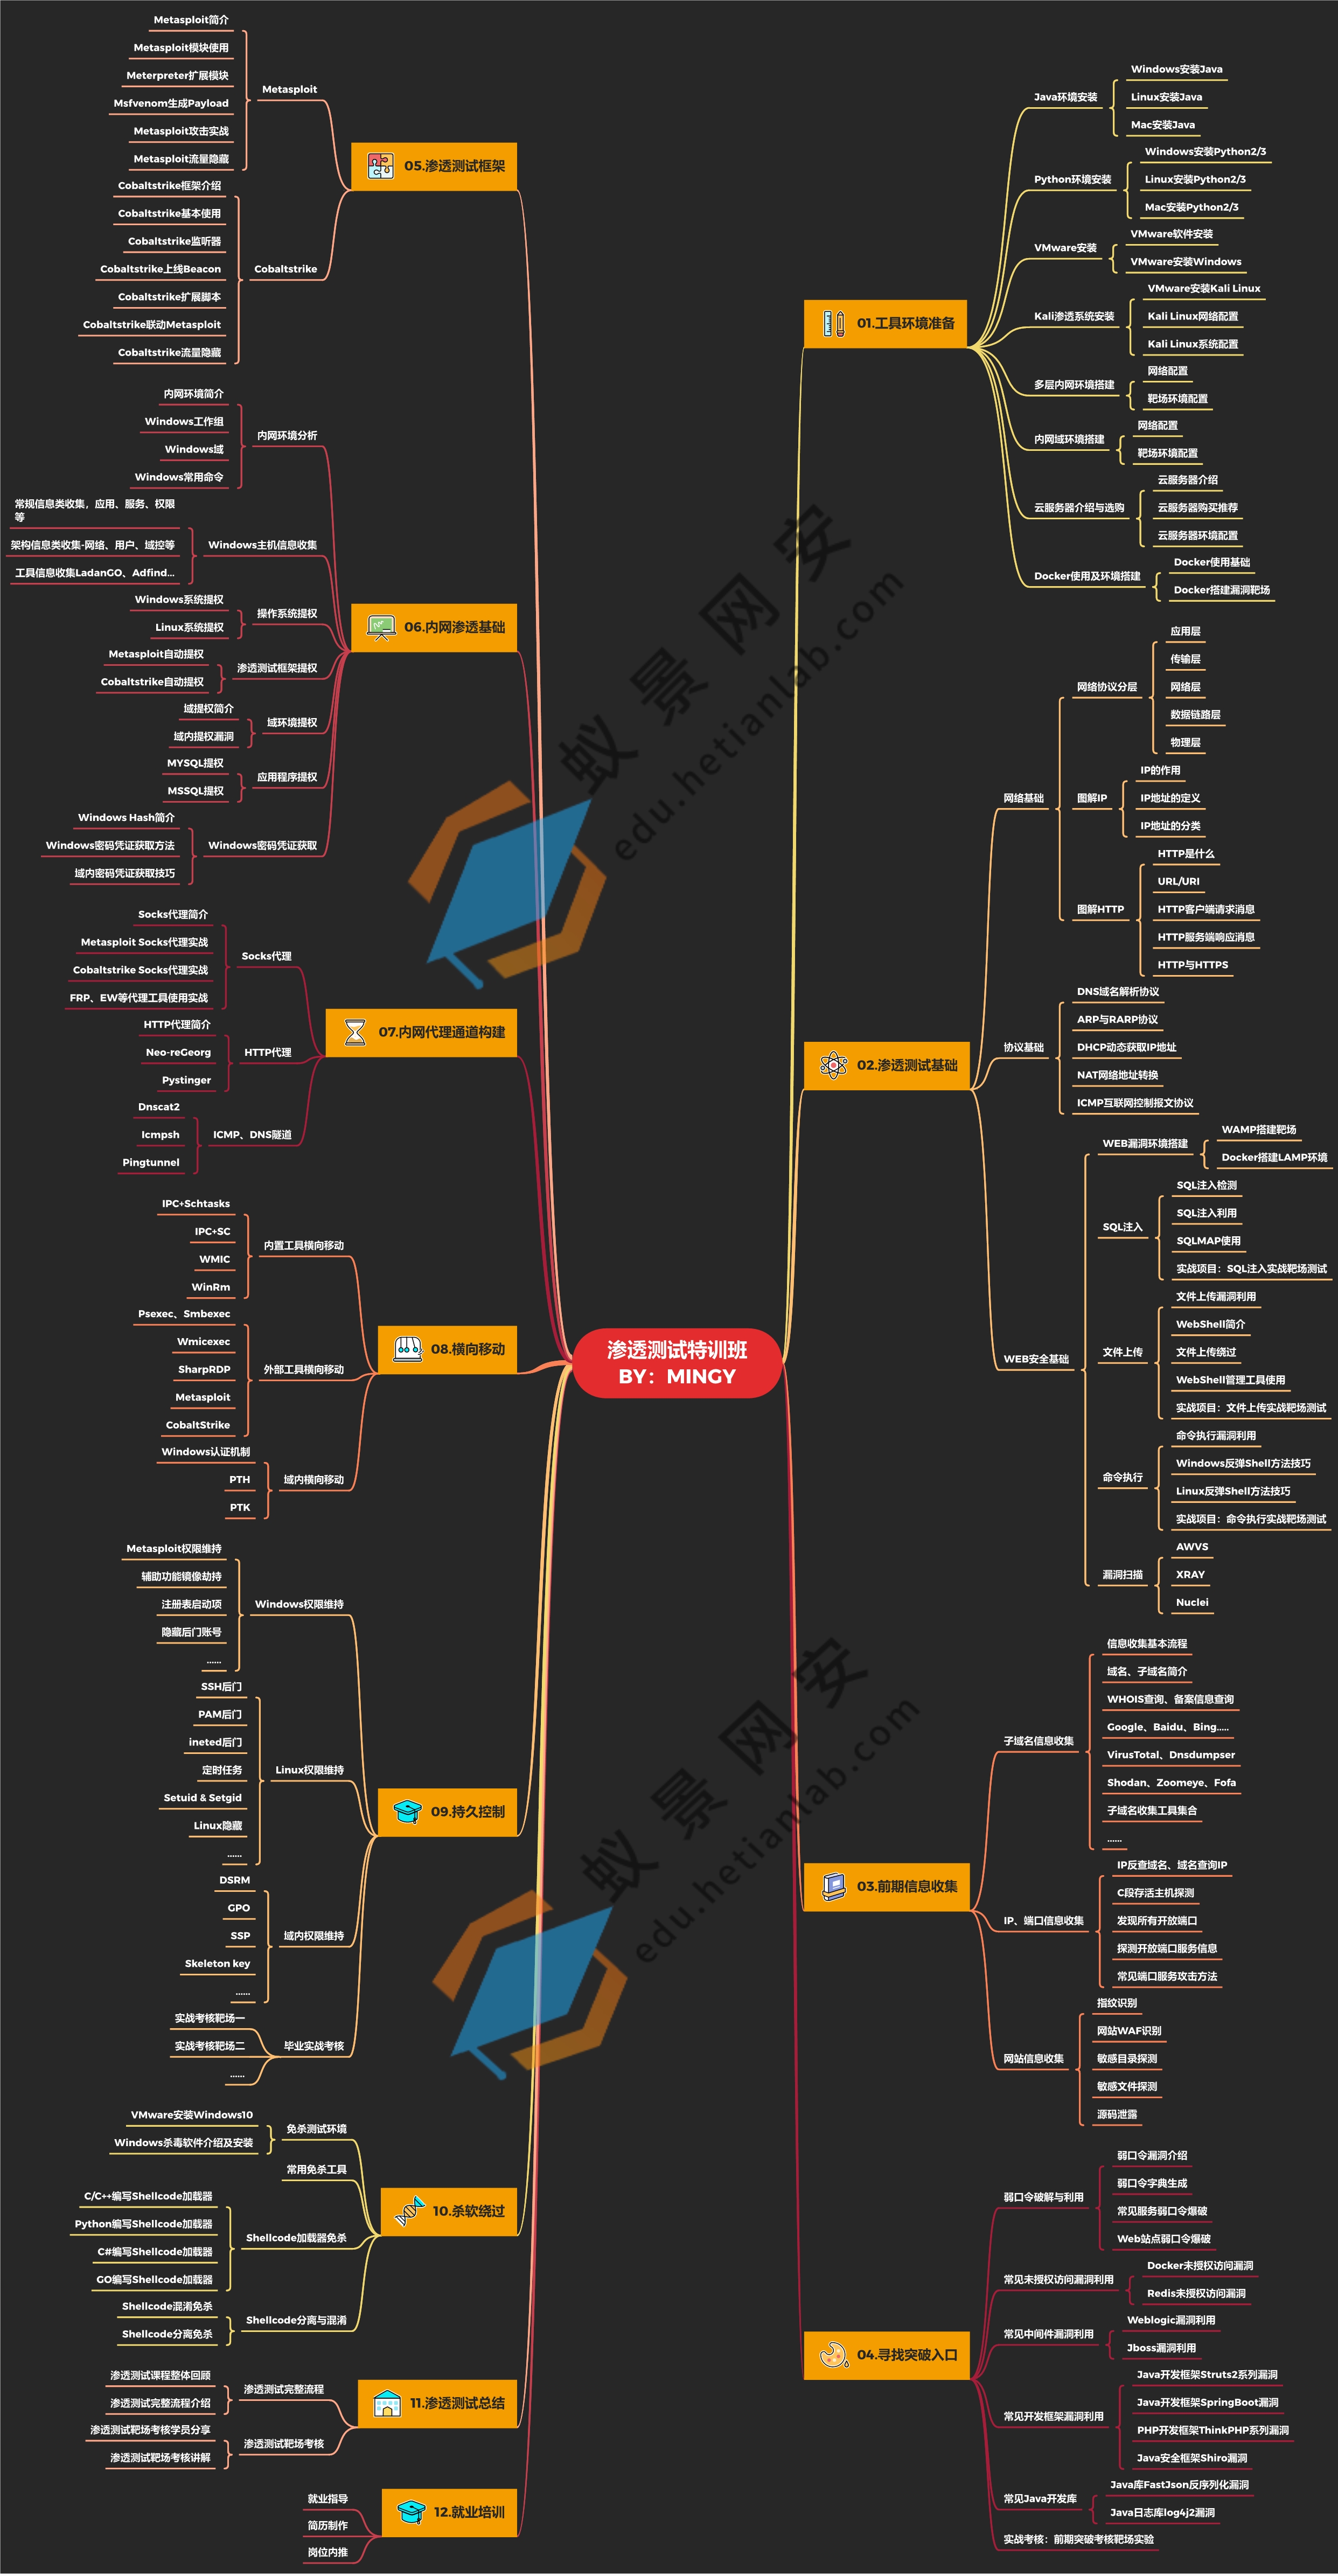 渗透测试特训班
BY：MINGY
01.工具环境准备
Java环境安装
Windows安装Java
Linux安装Java
Mac安装Java
Python环境安装
Windows安装Python2/3
Linux安装Python2/3
Mac安装Python2/3
VMware安装
VMware软件安装
VMware安装Windows
Kali渗透系统安装
VMware安装Kali Linux
Kali Linux网络配置
Kali Linux系统配置
多层内网环境搭建
网络配置
靶场环境配置
内网域环境搭建
网络配置
靶场环境配置
云服务器介绍与选购
云服务器介绍
云服务器购买推荐
云服务器环境配置
Docker使用及环境搭建
Docker使用基础
Docker搭建漏洞靶场
02.渗透测试基础
网络基础
网络协议分层
应用层
传输层
网络层
数据链路层
物理层
图解IP
IP的作用
IP地址的定义
IP地址的分类
图解HTTP
HTTP是什么
URL/URI
HTTP客户端请求消息
HTTP服务端响应消息
HTTP与HTTPS
协议基础
DNS域名解析协议
ARP与RARP协议
DHCP动态获取IP地址
NAT网络地址转换
ICMP互联网控制报文协议
WEB安全基础
WEB漏洞环境搭建
WAMP搭建靶场
Docker搭建LAMP环境
SQL注入
SQL注入检测
SQL注入利用
SQLMAP使用
实战项目：SQL注入实战靶场测试
文件上传
文件上传漏洞利用
WebShell简介
文件上传绕过
WebShell管理工具使用
实战项目：文件上传实战靶场测试
命令执行
命令执行漏洞利用
Windows反弹Shell方法技巧
Linux反弹Shell方法技巧
实战项目：命令执行实战靶场测试
漏洞扫描
AWVS
XRAY
Nuclei
03.前期信息收集
子域名信息收集
信息收集基本流程
域名、子域名简介
WHOIS查询、备案信息查询
Google、Baidu、Bing.....
VirusTotal、Dnsdumpser
Shodan、Zoomeye、Fofa
子域名收集工具集合
......
IP、端口信息收集
IP反查域名、域名查询IP
C段存活主机探测
发现所有开放端口
探测开放端口服务信息
常见端口服务攻击方法
网站信息收集
指纹识别
网站WAF识别
敏感目录探测
敏感文件探测
源码泄露
04.寻找突破入口
弱口令破解与利用
弱口令漏洞介绍
弱口令字典生成
常见服务弱口令爆破
Web站点弱口令爆破
常见未授权访问漏洞利用
Docker未授权访问漏洞
Redis未授权访问漏洞
常见中间件漏洞利用
Weblogic漏洞利用
Jboss漏洞利用
常见开发框架漏洞利用
Java开发框架Struts2系列漏洞
Java开发框架SpringBoot漏洞
PHP开发框架ThinkPHP系列漏洞
Java安全框架Shiro漏洞
常见Java开发库
Java库FastJson反序列化漏洞
Java日志库log4j2漏洞
实战考核：前期突破考核靶场实验
05.渗透测试框架
Metasploit
Metasploit简介
Metasploit模块使用
Meterpreter扩展模块
Msfvenom生成Payload
Metasploit攻击实战
Metasploit流量隐藏
Cobaltstrike
Cobaltstrike框架介绍
Cobaltstrike基本使用
Cobaltstrike监听器
Cobaltstrike上线Beacon
Cobaltstrike扩展脚本
Cobaltstrike联动Metasploit
Cobaltstrike流量隐藏
06.内网渗透基础
内网环境分析
内网环境简介
Windows工作组
Windows域
Windows常用命令
Windows主机信息收集
常规信息类收集，应用、服务、权限
等
架构信息类收集-网络、用户、域控等
工具信息收集LadanGO、Adfind...
操作系统提权
Windows系统提权
Linux系统提权
渗透测试框架提权
Metasploit自动提权
Cobaltstrike自动提权
域环境提权
域提权简介
域内提权漏洞
应用程序提权
MYSQL提权
MSSQL提权
Windows密码凭证获取
Windows Hash简介
Windows密码凭证获取方法
域内密码凭证获取技巧
07.内网代理通道构建
Socks代理
Socks代理简介
Metasploit Socks代理实战
Cobaltstrike Socks代理实战
FRP、EW等代理工具使用实战
HTTP代理
HTTP代理简介
Neo-reGeorg
Pystinger
ICMP、DNS隧道
Dnscat2
Icmpsh
Pingtunnel
08.横向移动
内置工具横向移动
IPC+Schtasks
IPC+SC
WMIC
WinRm
外部工具横向移动
Psexec、Smbexec
Wmicexec
SharpRDP
Metasploit
CobaltStrike
域内横向移动
Windows认证机制
PTH
PTK
09.持久控制
Windows权限维持
Metasploit权限维持
辅助功能镜像劫持
注册表启动项
隐藏后门账号
......
Linux权限维持
SSH后门
PAM后门
ineted后门
定时任务
Setuid & Setgid
Linux隐藏
......
域内权限维持
DSRM
GPO
SSP
Skeleton key
......
毕业实战考核
实战考核靶场一
实战考核靶场二
......
10.杀软绕过
免杀测试环境
VMware安装Windows10
Windows杀毒软件介绍及安装
常用免杀工具
Shellcode加载器免杀
C/C++编写Shellcode加载器
Python编写Shellcode加载器
C#编写Shellcode加载器
GO编写Shellcode加载器
Shellcode分离与混淆
Shellcode混淆免杀
Shellcode分离免杀
11.渗透测试总结
渗透测试完整流程
渗透测试课程整体回顾
渗透测试完整流程介绍
渗透测试靶场考核
渗透测试靶场考核学员分享
渗透测试靶场考核讲解
12.就业培训
就业指导
简历制作
岗位内推
蚁景网安
edu.hetianlab.com
蚁景网安
edu.hetianlab.com